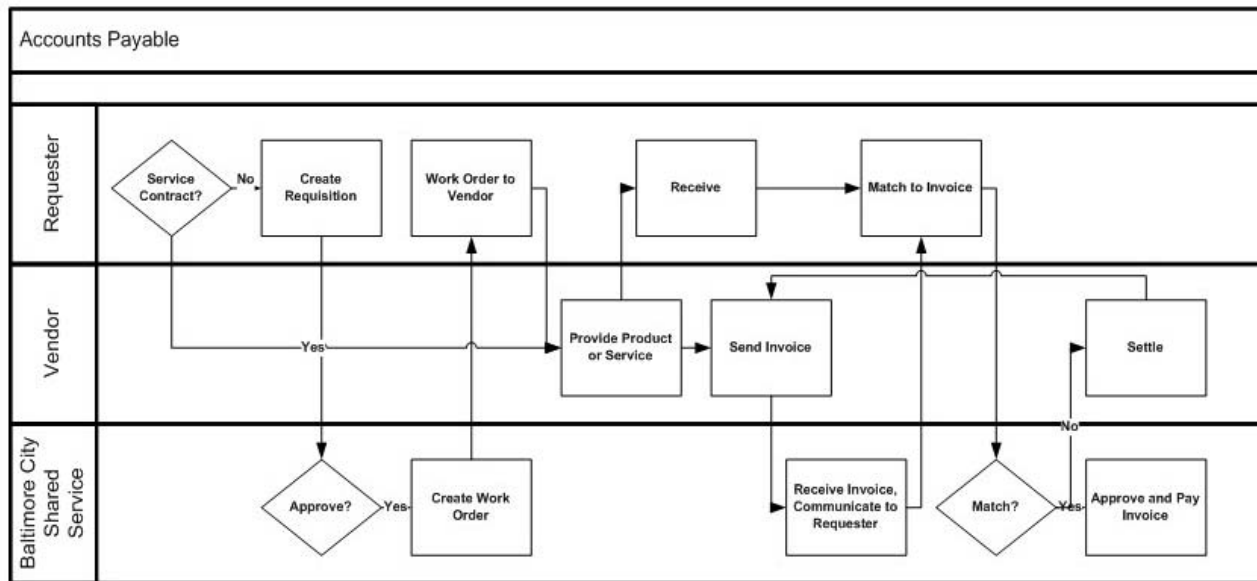 Accounts Payable
Requester
Service
Contract?
No
Create
Requisition
Work Order to
Vendor
Receive
Match to Invoice
Vendor
Yes
Provide Product
or Service
Send Invoice
Settle
No
Baltimore City
Shared
Service
Approve?
Yes
Create Work
Order
Receive Invoice,
Communicate to
Requester
Match?
Yes
Approve and Pay
Invoice